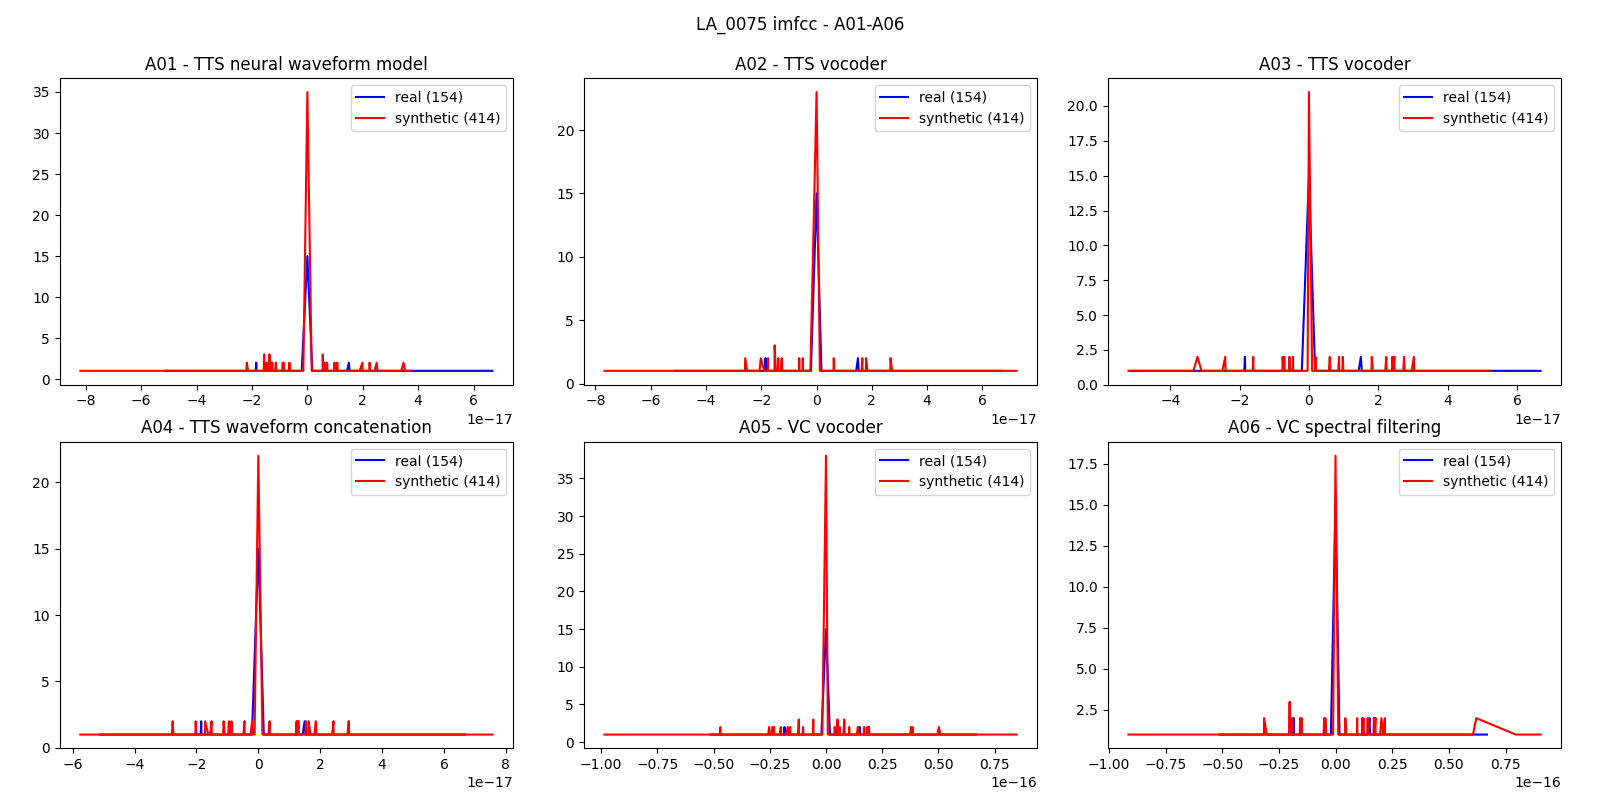 LA_0075 imfcc - A01-A06
A01 - TTS neural waveform model
real (154)
synthetic (414)
35
30
25
20
15
10
5
0
−8 −6 −4 −2 0 2 4 6
1e−17
A02 - TTS vocoder
real (154)
synthetic (414)
20
15
10
5
0
−8 −6 −4 −2 0 2 4 6
1e−17
A03 - TTS vocoder
real (154)
synthetic (414)
20.0
17.5
15.0
12.5
10.0
7.5
5.0
2.5
0.0
−4 −2 0 2 4 6
1e−17
A04 - TTS waveform concatenation
real (154)
synthetic (414)
20
15
10
5
0
−6 −4 −2 0 2 4 6 8
1e−17
A05 - VC vocoder
real (154)
synthetic (414)
35
30
25
20
15
10
5
0
−1.00 −0.75 −0.50 −0.25 0.00 0.25 0.50 0.75
1e−16
A06 - VC spectral filtering
real (154)
synthetic (414)
17.5
15.0
12.5
10.0
7.5
5.0
2.5
−1.00 −0.75 −0.50 −0.25 0.00 0.25 0.50 0.75
1e−16